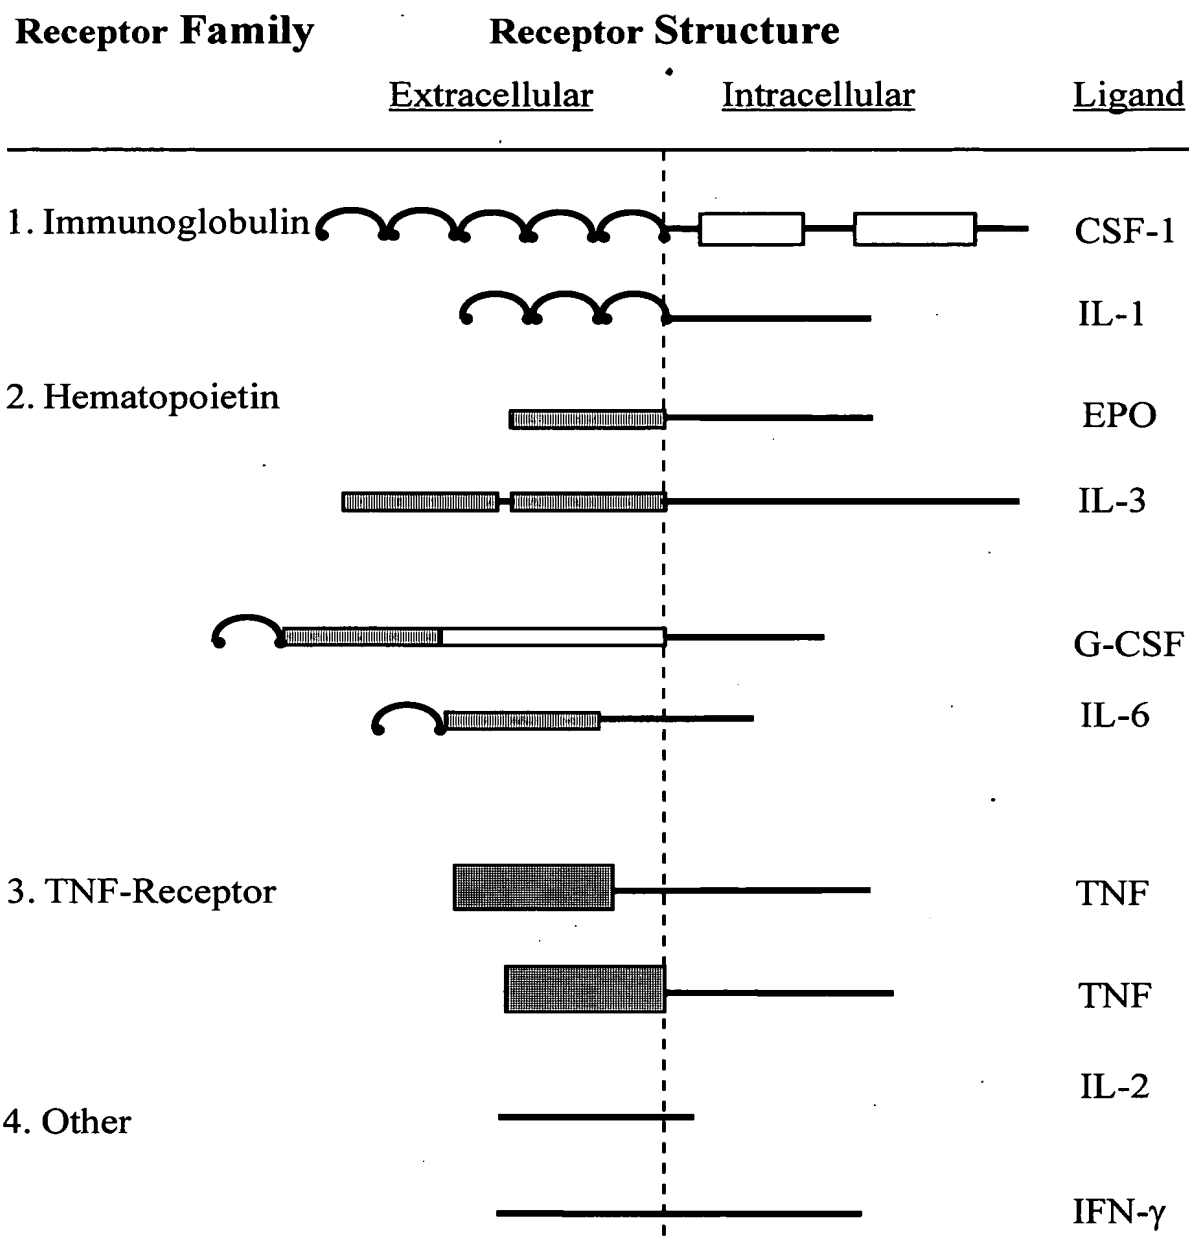 Receptor Family Receptor Structure
Extracellular Intracellular Ligand
1. Immunoglobulin CSF-1
IL-1
2. Hematopoietin EPO
IL-3
G-CSF
IL-6
3. TNF-Receptor TNF
TNF
IL-2
4. Other
IFN-γ